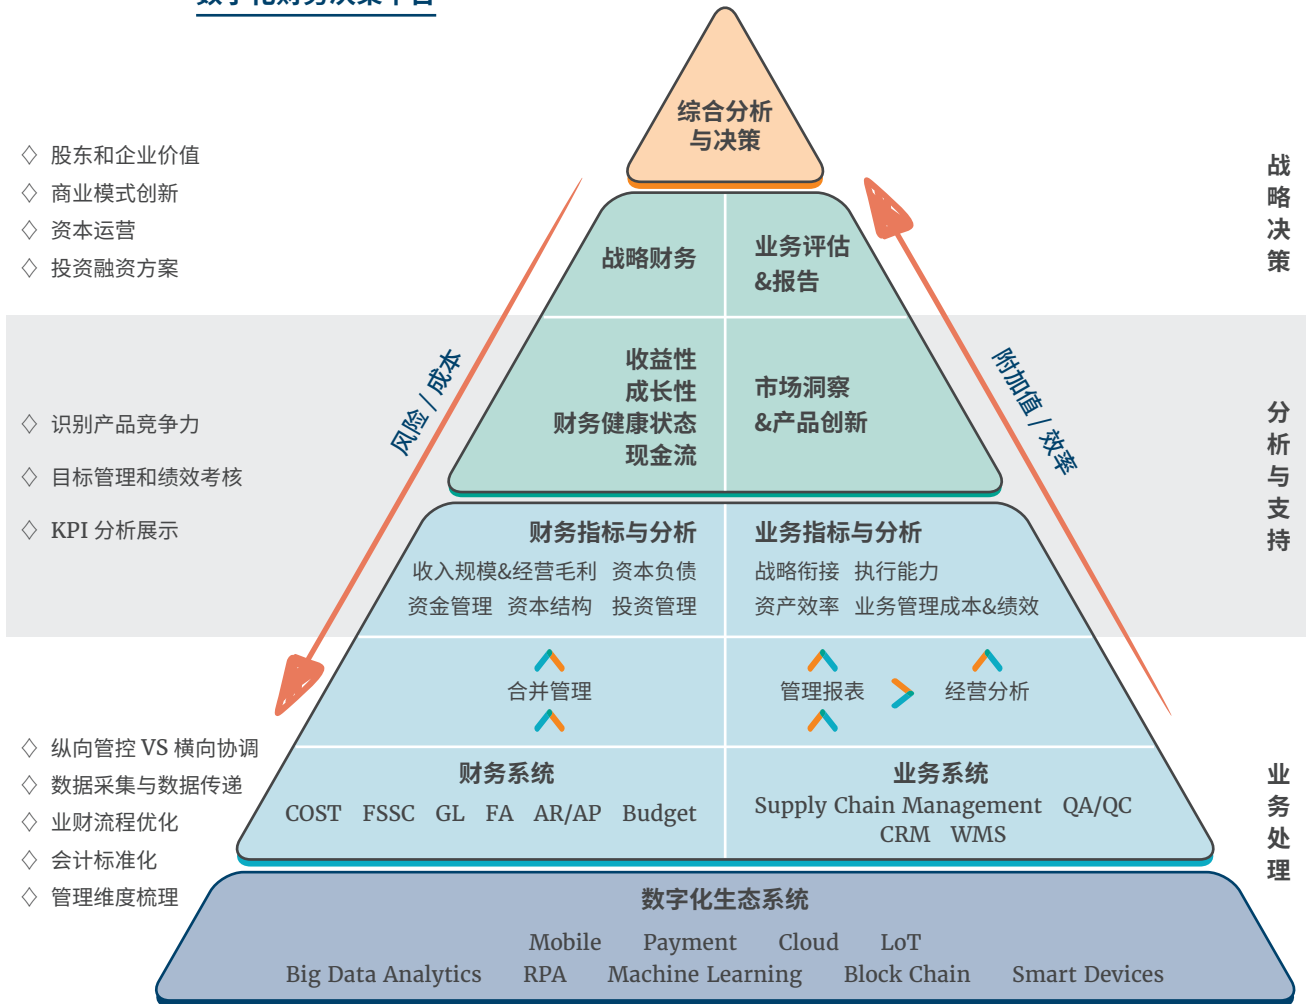 数字化财务决策平台
综合分析
与决策
◇ 股东和企业价值
◇ 商业模式创新
◇ 资本运营
◇ 投资融资方案
战略财务
业务评估
&报告
战略决策
风险 / 成本
收益性
成长性
财务健康状态
现金流
市场洞察
&产品创新
附加值 / 效率
◇ 识别产品竞争力
◇ 目标管理和绩效考核
◇ KPI 分析展示
分析与支持
财务指标与分析
收入规模&经营毛利 资本负债
资金管理 资本结构 投资管理
业务指标与分析
战略衔接 执行能力
资产效率 业务管理成本&绩效
合并管理
管理报表
经营分析
◇ 纵向管控 VS 横向协调
◇ 数据采集与数据传递
◇ 业财流程优化
◇ 会计标准化
◇ 管理维度梳理
财务系统
COST FSSC GL FA AR/AP Budget
业务系统
Supply Chain Management QA/QC
CRM WMS
业务处理
数字化生态系统
Mobile Payment Cloud LoT
Big Data Analytics RPA Machine Learning Block Chain Smart Devices